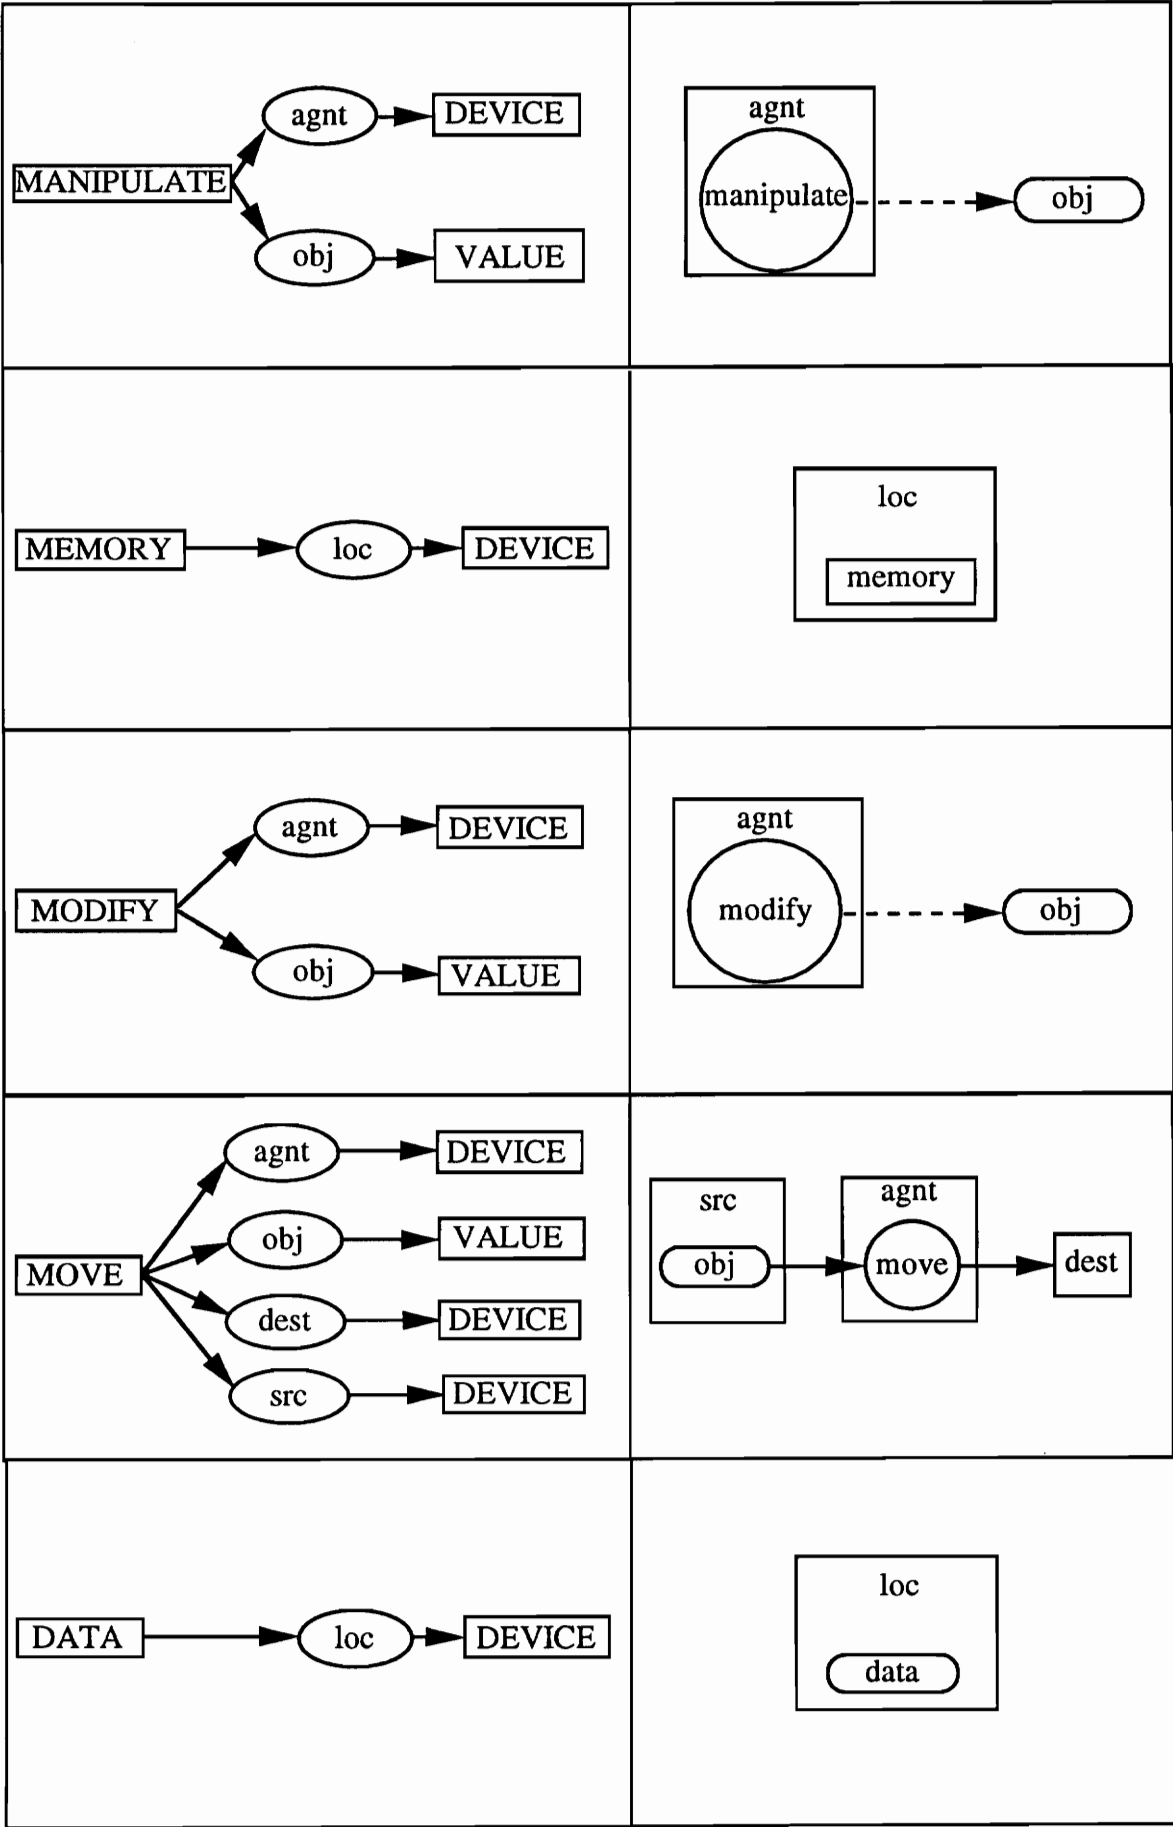 agnt DEVICE
MANIPULATE
obj VALUE
agnt
manipulate obj
MEMORY loc DEVICE
loc
memory
agnt DEVICE
MODIFY
obj VALUE
agnt
modify obj
agnt DEVICE
obj VALUE
MOVE
dest DEVICE
src DEVICE
src agnt
obj move dest
DATA loc DEVICE
loc
data